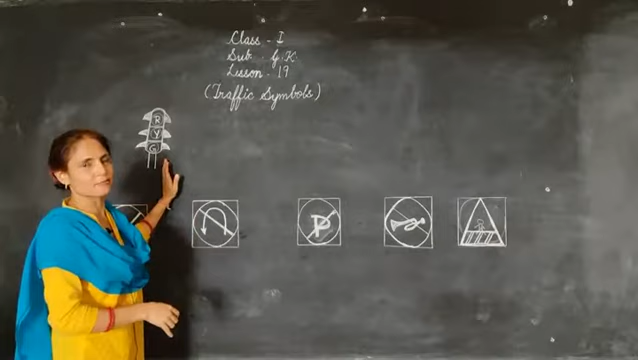 Class - I
Sub. - G.K.
Lesson - 19
(Traffic Symbols)
R
Y
G
P